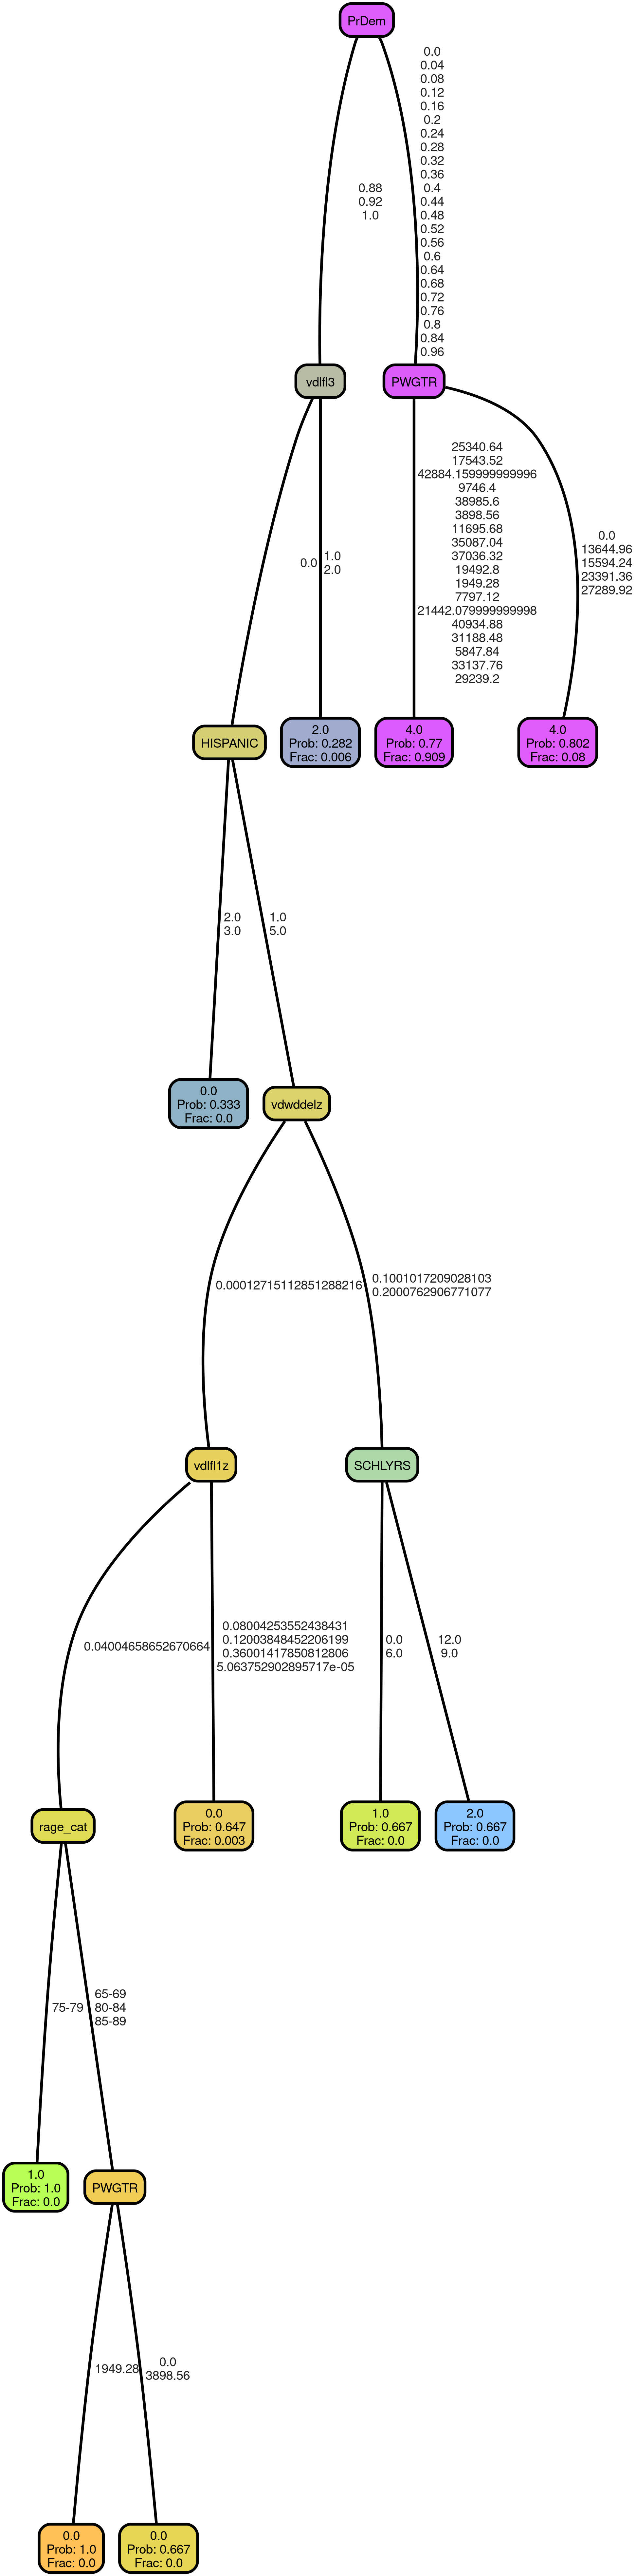 PrDem
0.88
0.92
1.0
0.0
0.04
0.08
0.12
0.16
0.2
0.24
0.28
0.32
0.36
0.4
0.44
0.48
0.52
0.56
0.6
0.64
0.68
0.72
0.76
0.8
0.84
0.96
vdlfl3
PWGTR
0.0
1.0
2.0
25340.64
17543.52
42884.159999999996
9746.4
38985.6
3898.56
11695.68
35087.04
37036.32
19492.8
1949.28
7797.12
21442.079999999998
40934.88
31188.48
5847.84
33137.76
29239.2
0.0
13644.96
15594.24
23391.36
27289.92
HISPANIC
2.0
Prob: 0.282
Frac: 0.006
4.0
Prob: 0.77
Frac: 0.909
4.0
Prob: 0.802
Frac: 0.08
2.0
3.0
1.0
5.0
0.0
Prob: 0.333
Frac: 0.0
vdwddelz
0.00012715112851288216
0.1001017209028103
0.2000762906771077
vdlfl1z
SCHLYRS
0.04004658652670664
0.08004253552438431
0.12003848452206199
0.36001417850812806
5.063752902895717e-05
0.0
6.0
12.0
9.0
rage_cat
0.0
Prob: 0.647
Frac: 0.003
1.0
Prob: 0.667
Frac: 0.0
2.0
Prob: 0.667
Frac: 0.0
75-79
65-69
80-84
85-89
1.0
Prob: 1.0
Frac: 0.0
PWGTR
1949.28
0.0
3898.56
0.0
Prob: 1.0
Frac: 0.0
0.0
Prob: 0.667
Frac: 0.0